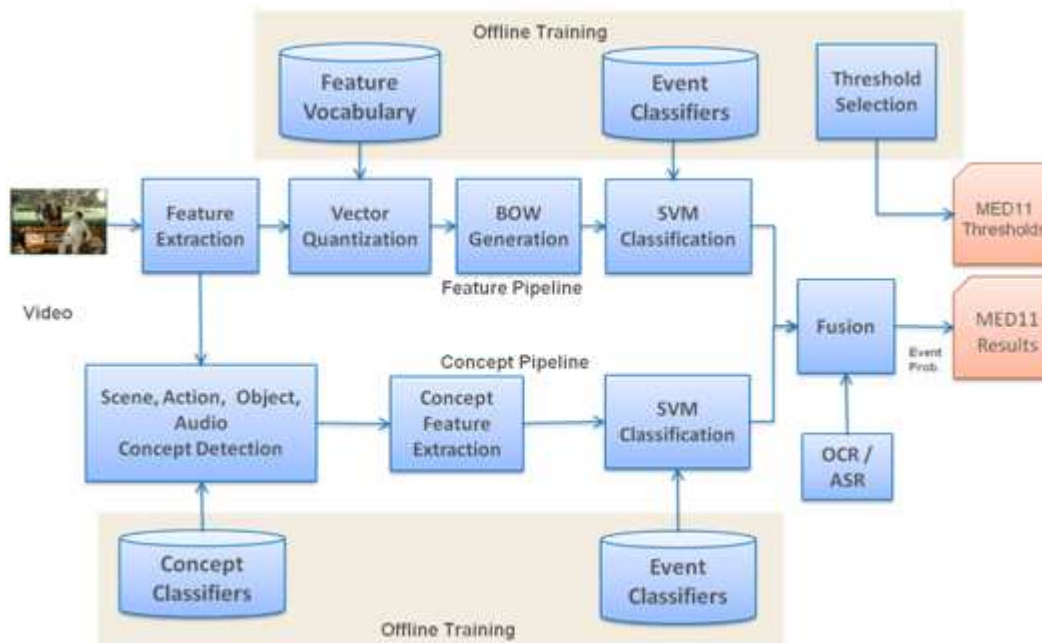 Offline Training
Feature
Vocabulary
Event
Classifiers
Threshold
Selection
Feature
Extraction
Vector
Quantization
BOW
Generation
SVM
Classification
MED11
Thresholds
Feature Pipeline
Video
Fusion
MED11
Results
Event
Prob.
Concept Pipeline
Scene, Action, Object,
Audio
Concept Detection
Concept
Feature
Extraction
SVM
Classification
OCR /
ASR
Concept
Classifiers
Event
Classifiers
Offline Training